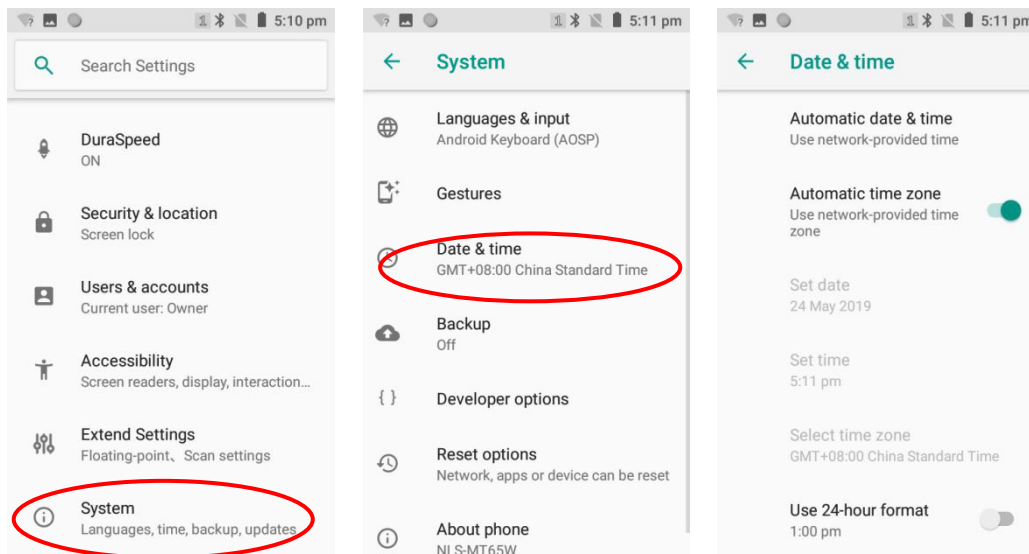 5:10 pm
Search Settings
DuraSpeed
ON
Security & location
Screen lock
Users & accounts
Current user: Owner
Accessibility
Screen readers, display, interaction...
Extend Settings
Floating-point、Scan settings
System
Languages, time, backup, updates
5:11 pm
System
Languages & input
Android Keyboard (AOSP)
Gestures
Date & time
GMT+08:00 China Standard Time
Backup
Off
{ } Developer options
Reset options
Network, apps or device can be reset
About phone
NLS-MT65W
5:11 pm
Date & time
Automatic date & time
Use network-provided time
Automatic time zone
Use network-provided time
zone
Set date
24 May 2019
Set time
5:11 pm
Select time zone
GMT+08:00 China Standard Time
Use 24-hour format
1:00 pm